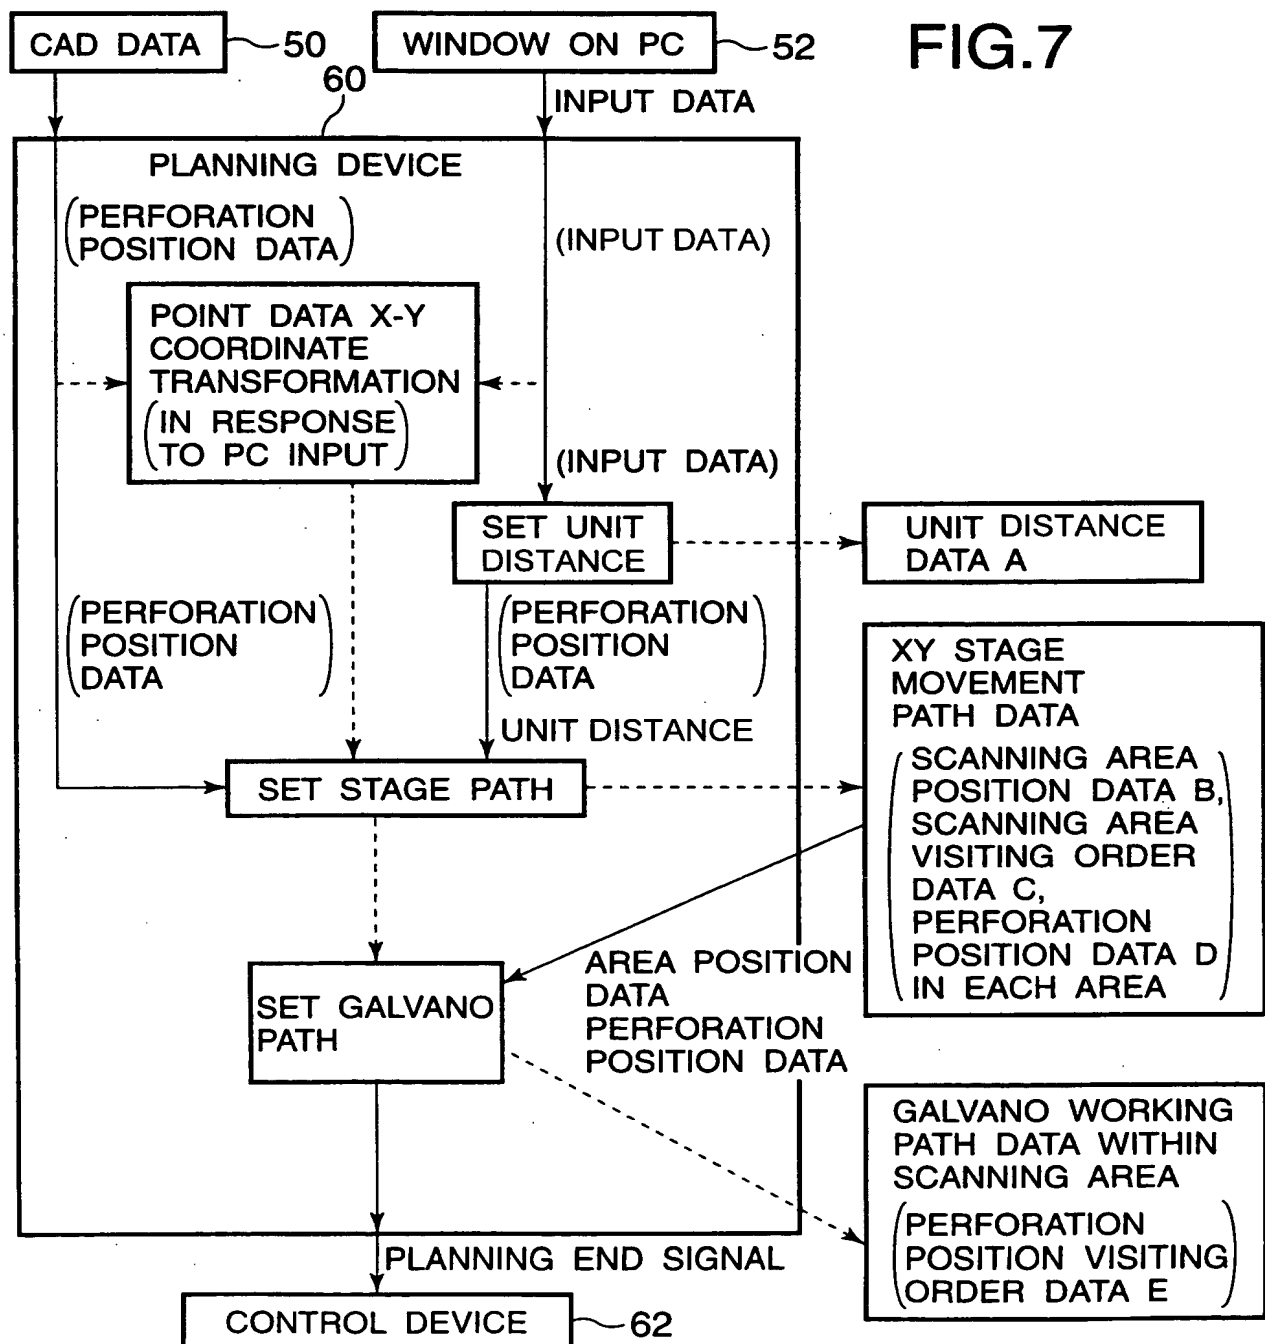 FIG.7
CAD DATA
50
WINDOW ON PC
52
60
INPUT DATA
PLANNING DEVICE
(PERFORATION
POSITION DATA)
(INPUT DATA)
POINT DATA X-Y
COORDINATE
TRANSFORMATION
(IN RESPONSE
TO PC INPUT)
(INPUT DATA)
SET UNIT
DISTANCE
UNIT DISTANCE
DATA A
(PERFORATION
POSITION
DATA)
(PERFORATION
POSITION
DATA)
UNIT DISTANCE
XY STAGE
MOVEMENT
PATH DATA
(SCANNING AREA
POSITION DATA B,
SCANNING AREA
VISITING ORDER
DATA C,
PERFORATION
POSITION DATA D
IN EACH AREA)
SET STAGE PATH
SET GALVANO
PATH
AREA POSITION
DATA
PERFORATION
POSITION DATA
GALVANO WORKING
PATH DATA WITHIN
SCANNING AREA
(PERFORATION
POSITION VISITING
ORDER DATA E)
PLANNING END SIGNAL
CONTROL DEVICE
62